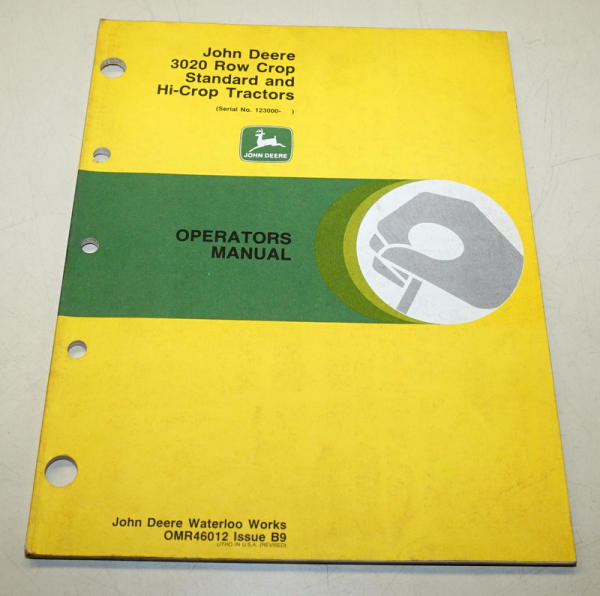 John Deere
3020 Row Crop
Standard and
Hi-Crop Tractors
(Serial No. 123000- )
JOHN DEERE
OPERATORS
MANUAL
John Deere Waterloo Works
OMR46012 Issue B9
LITHO IN U.S.A. (REVISED)